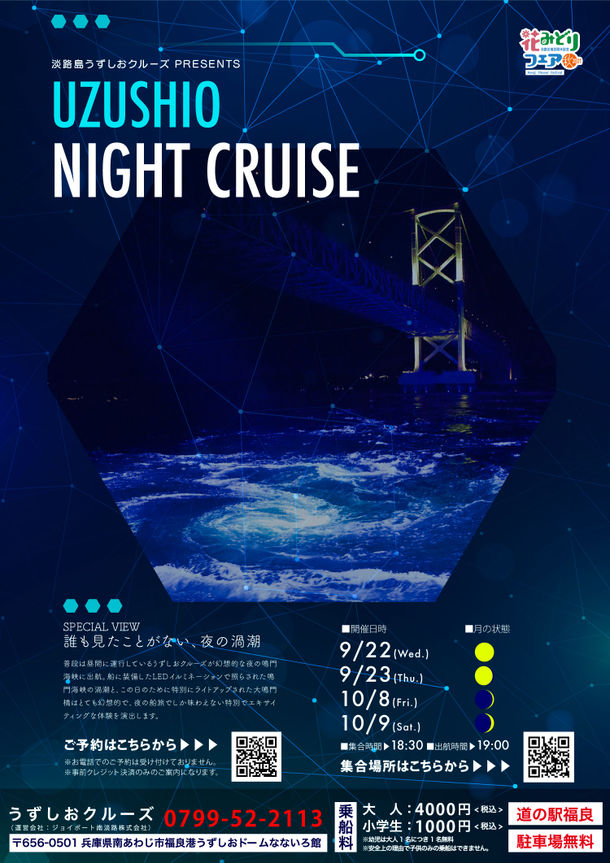 花みどり
フェア
秋
淡路島うずしおクルーズ PRESENTS
UZUSHIO
NIGHT CRUISE
SPECIAL VIEW
誰も見たことがない、夜の渦潮
普段は昼間に運行しているうずしおクルーズが幻想的な夜の鳴門
海峡に出航。船に装備したLEDイルミネーションで照らされた鳴
門海峡の渦潮と、この日のために特別にライトアップされた大鳴門
橋はとても幻想的で、夜の船旅でしか味わえない特別でエキサイ
ティングな体験を演出します。
ご予約はこちらから▶▶▶
※お電話でのご予約は受け付けておりません。
※事前クレジット決済のみのご案内になります。
■開催日時 ■月の状態
9/22(Wed.)
9/23(Thu.)
10/8(Fri.)
10/9(Sat.)
■集合時間▶18:30 ■出航時間▶19:00
集合場所はこちらから▶▶▶
うずしおクルーズ 0799-52-2113
(運営会社:ジョイポート南淡路株式会社)
〒656-0501 兵庫県南あわじ市福良港うずしおドームなないろ館
乗船料
大 人:4000円<税込>
小学生:1000円<税込>
※幼児は大人1名につき1名無料
※安全上の理由で子供のみの乗船はできません。
道の駅福良
駐車場無料